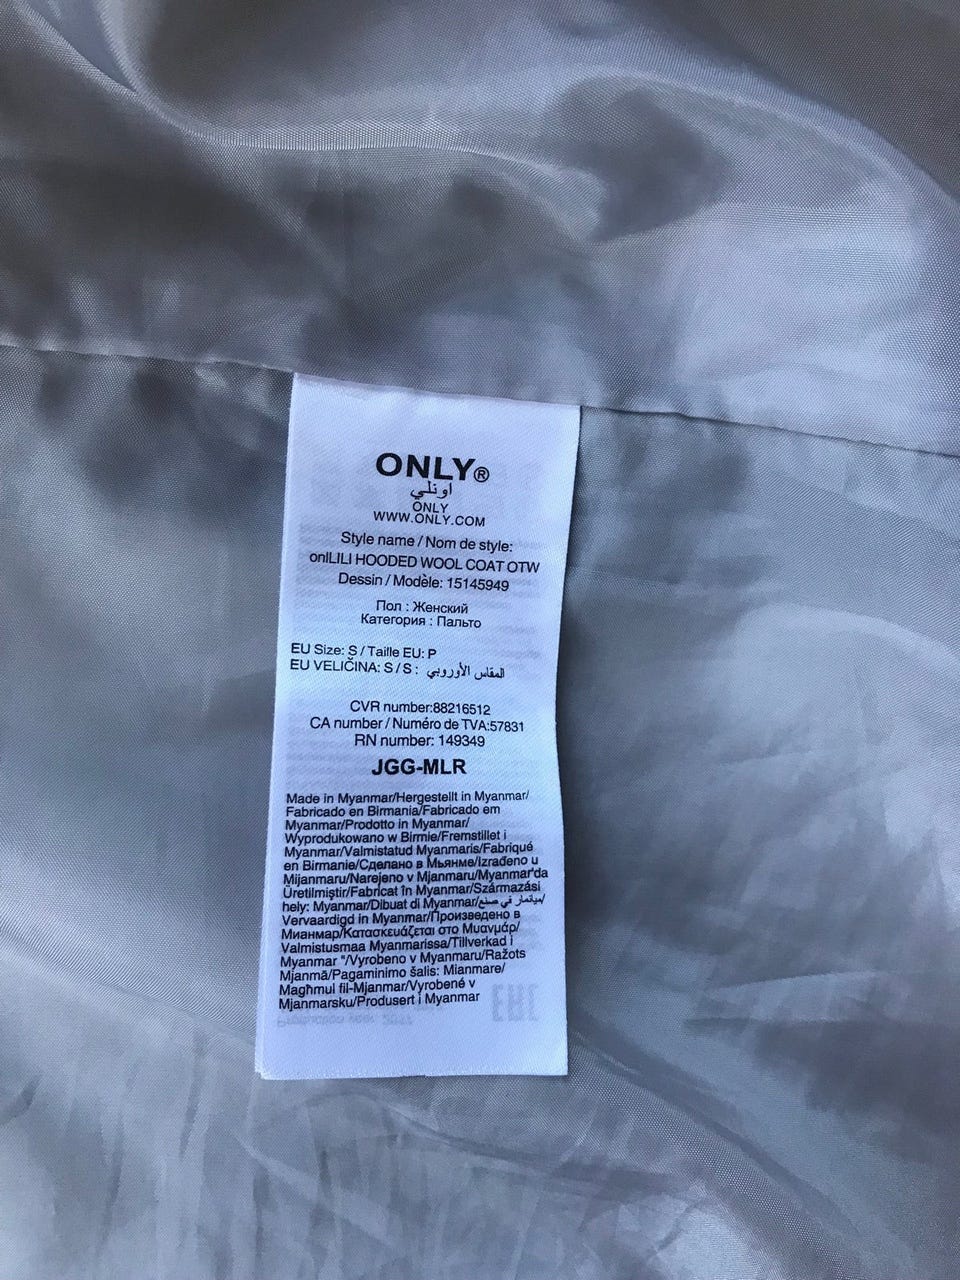 ONLY®
اونلي
ONLY
WWW.ONLY.COM
Style name / Nom de style:
onlLILI HOODED WOOL COAT OTW
Dessin / Modèle: 15145949
Пол : Женский
Категория : Пальто
EU Size: S / Taille EU: P
EU VELIČINA: S / S : المقاس الأوروبي
CVR number:88216512
CA number / Numéro de TVA:57831
RN number: 149349
JGG-MLR
Made in Myanmar/Hergestellt in Myanmar/
Fabricado en Birmania/Fabricado em
Myanmar/Prodotto in Myanmar/
Wyprodukowano w Birmie/Fremstillet i
Myanmar/Valmistatud Myanmaris/Fabriqué
en Birmanie/Сделано в Мьянме/Izrađeno u
Mijanmaru/Narejeno v Mjanmaru/Myanmar'da
Üretilmiştir/Fabricat în Myanmar/Származási
hely: Myanmar/Dibuat di Myanmar/ميانمار في صنع/
Vervaardigd in Myanmar/Произведено в
Мианмар/Κατασκευάζεται στο Μυανμάρ/
Valmistusmaa Myanmarissa/Tillverkad i
Myanmar "/Vyrobeno v Myanmaru/Ražots
Mjanmā/Pagaminimo šalis: Mianmare/
Magħmul fil-Mjanmar/Vyrobené v
Mjanmarsku/Produsert i Myanmar